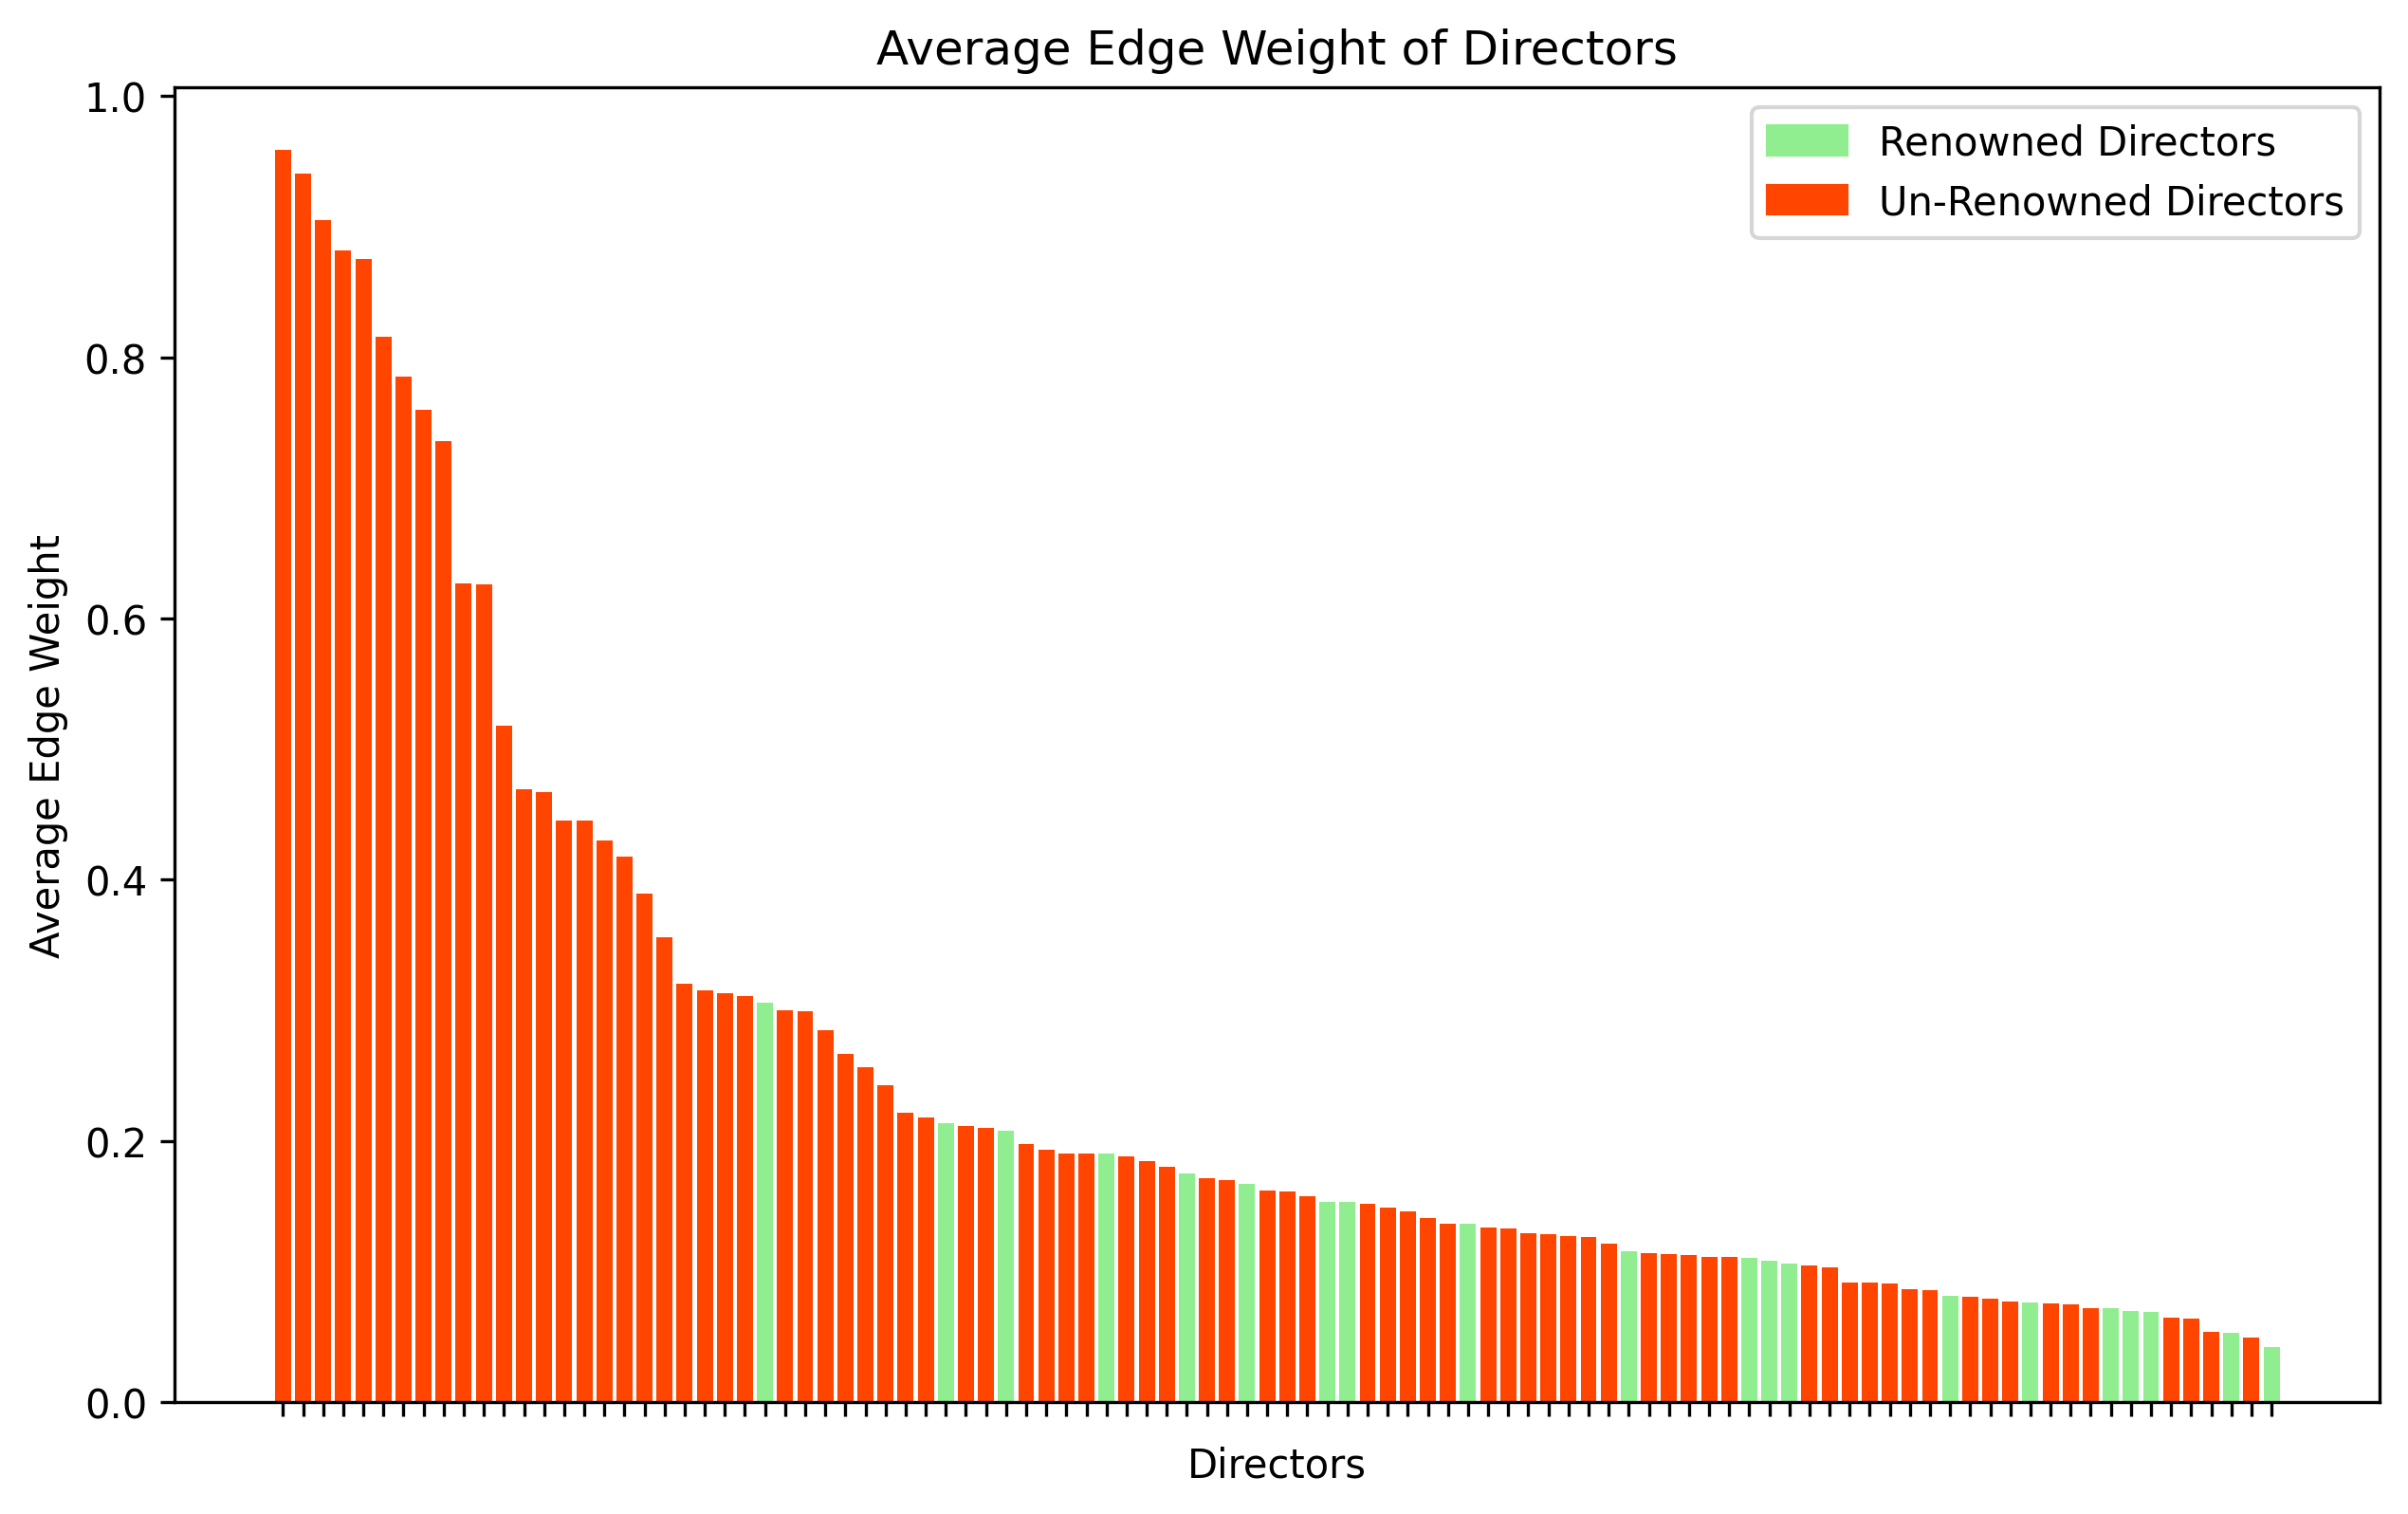 Average Edge Weight of Directors
1.0
0.8
0.6
0.4
0.2
0.0
Average Edge Weight
Renowned Directors
Un-Renowned Directors
Directors